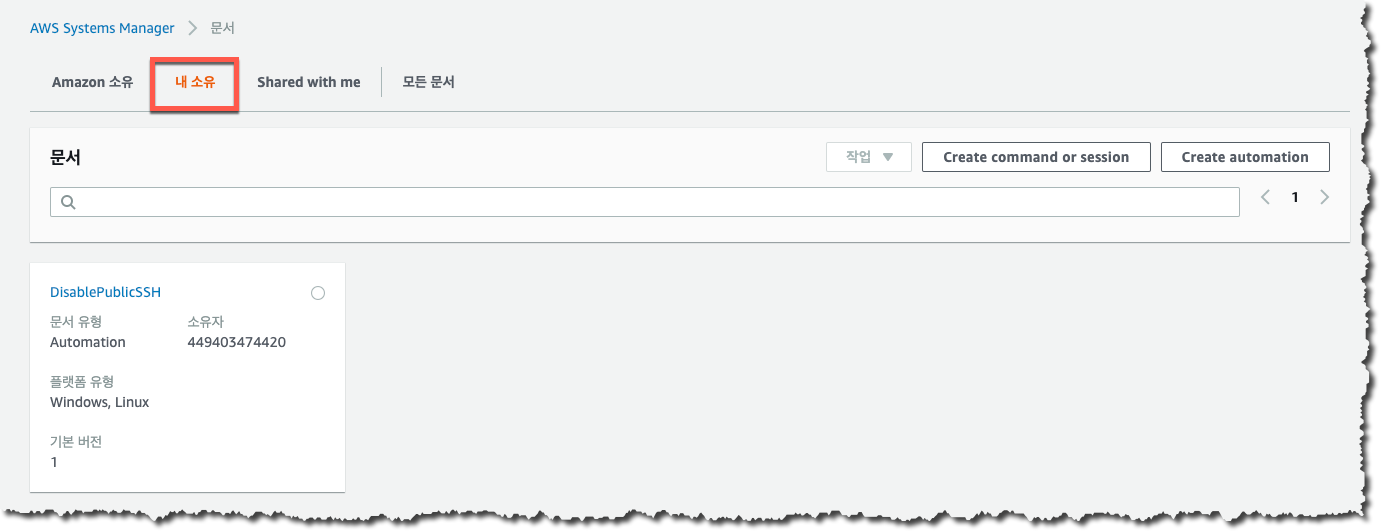 AWS Systems Manager > 문서
Amazon 소유 내 소유 Shared with me 모든 문서
문서 작업 ▼ Create command or session Create automation
< 1 >
DisablePublicSSH
문서 유형 소유자
Automation 449403474420
플랫폼 유형
Windows, Linux
기본 버전
1